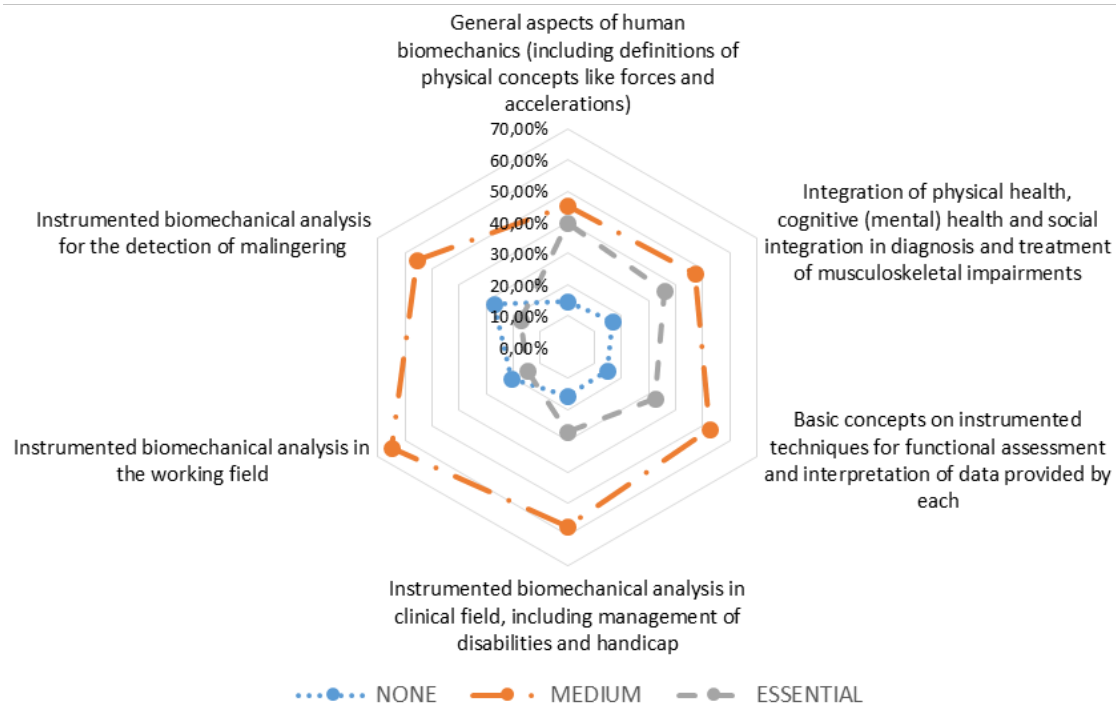 General aspects of human
biomechanics (including definitions of
physical concepts like forces and
accelerations)
70,00%
60,00%
50,00%
40,00%
30,00%
20,00%
10,00%
0,00%
Integration of physical health,
cognitive (mental) health and social
integration in diagnosis and treatment
of musculoskeletal impairments
Basic concepts on instrumented
techniques for functional assessment
and interpretation of data provided by
each
Instrumented biomechanical analysis in
clinical field, including management of
disabilities and handicap
Instrumented biomechanical analysis in
the working field
Instrumented biomechanical analysis
for the detection of malingering
NONE
MEDIUM
ESSENTIAL